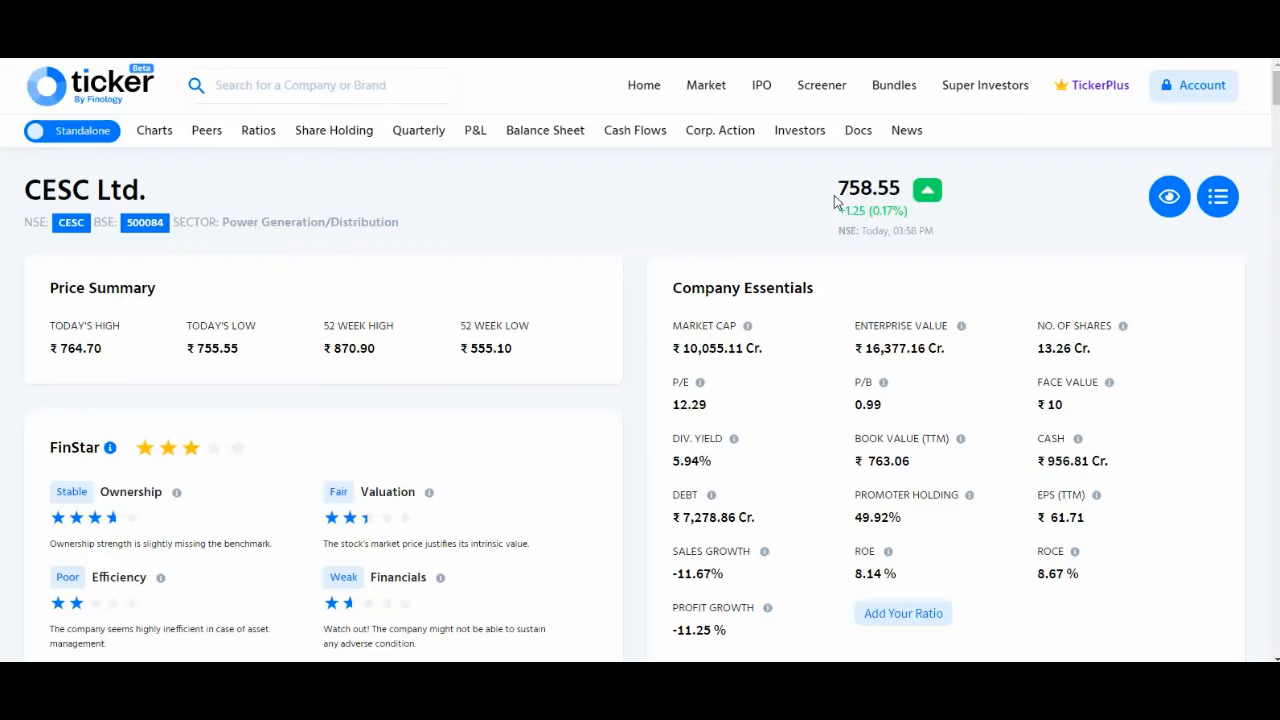 ticker Beta
By Finology
Search for a Company or Brand
Home Market IPO Screener Bundles Super Investors TickerPlus Account
Standalone Charts Peers Ratios Share Holding Quarterly P&L Balance Sheet Cash Flows Corp. Action Investors Docs News
CESC Ltd.
NSE: CESC BSE: 500084 SECTOR: Power Generation/Distribution
758.55
+1.25 (0.17%)
NSE: Today, 03:58 PM
Price Summary
TODAY'S HIGH TODAY'S LOW 52 WEEK HIGH 52 WEEK LOW
₹ 764.70 ₹ 755.55 ₹ 870.90 ₹ 555.10
FinStar
Stable Ownership Fair Valuation
Ownership strength is slightly missing the benchmark. The stock's market price justifies its intrinsic value.
Poor Efficiency Weak Financials
The company seems highly inefficient in case of asset Watch out! The company might not be able to sustain
management. any adverse condition.
Company Essentials
MARKET CAP ENTERPRISE VALUE NO. OF SHARES
₹ 10,055.11 Cr. ₹ 16,377.16 Cr. 13.26 Cr.
P/E P/B FACE VALUE
12.29 0.99 ₹ 10
DIV. YIELD BOOK VALUE (TTM) CASH
5.94% ₹ 763.06 ₹ 956.81 Cr.
DEBT PROMOTER HOLDING EPS (TTM)
₹ 7,278.86 Cr. 49.92% ₹ 61.71
SALES GROWTH ROE ROCE
-11.67% 8.14 % 8.67 %
PROFIT GROWTH Add Your Ratio
-11.25 %